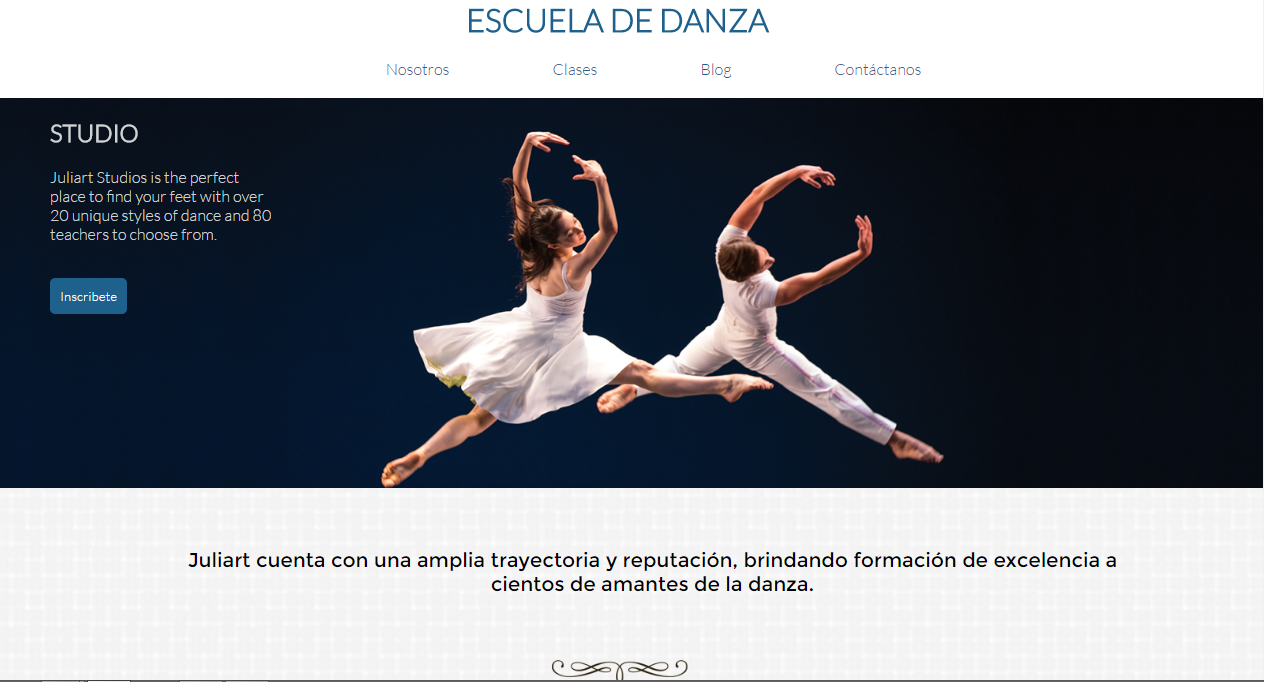 ESCUELA DE DANZA
Nosotros Clases Blog Contáctanos
STUDIO
Juliart Studios is the perfect
place to find your feet with over
20 unique styles of dance and 80
teachers to choose from.
Inscribete
Juliart cuenta con una amplia trayectoria y reputación, brindando formación de excelencia a
cientos de amantes de la danza.